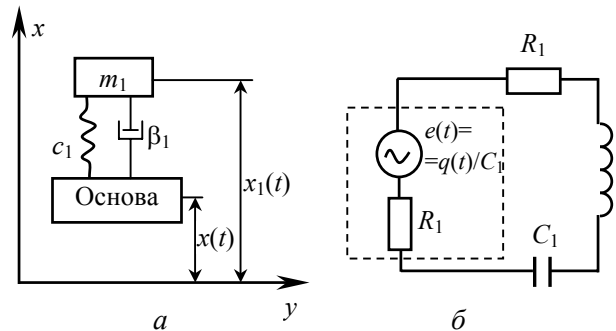 x
m₁
c₁
β₁
Основа
x(t)
x₁(t)
y
а
R₁
e(t)=
=q(t)/C₁
R₁
C₁
б